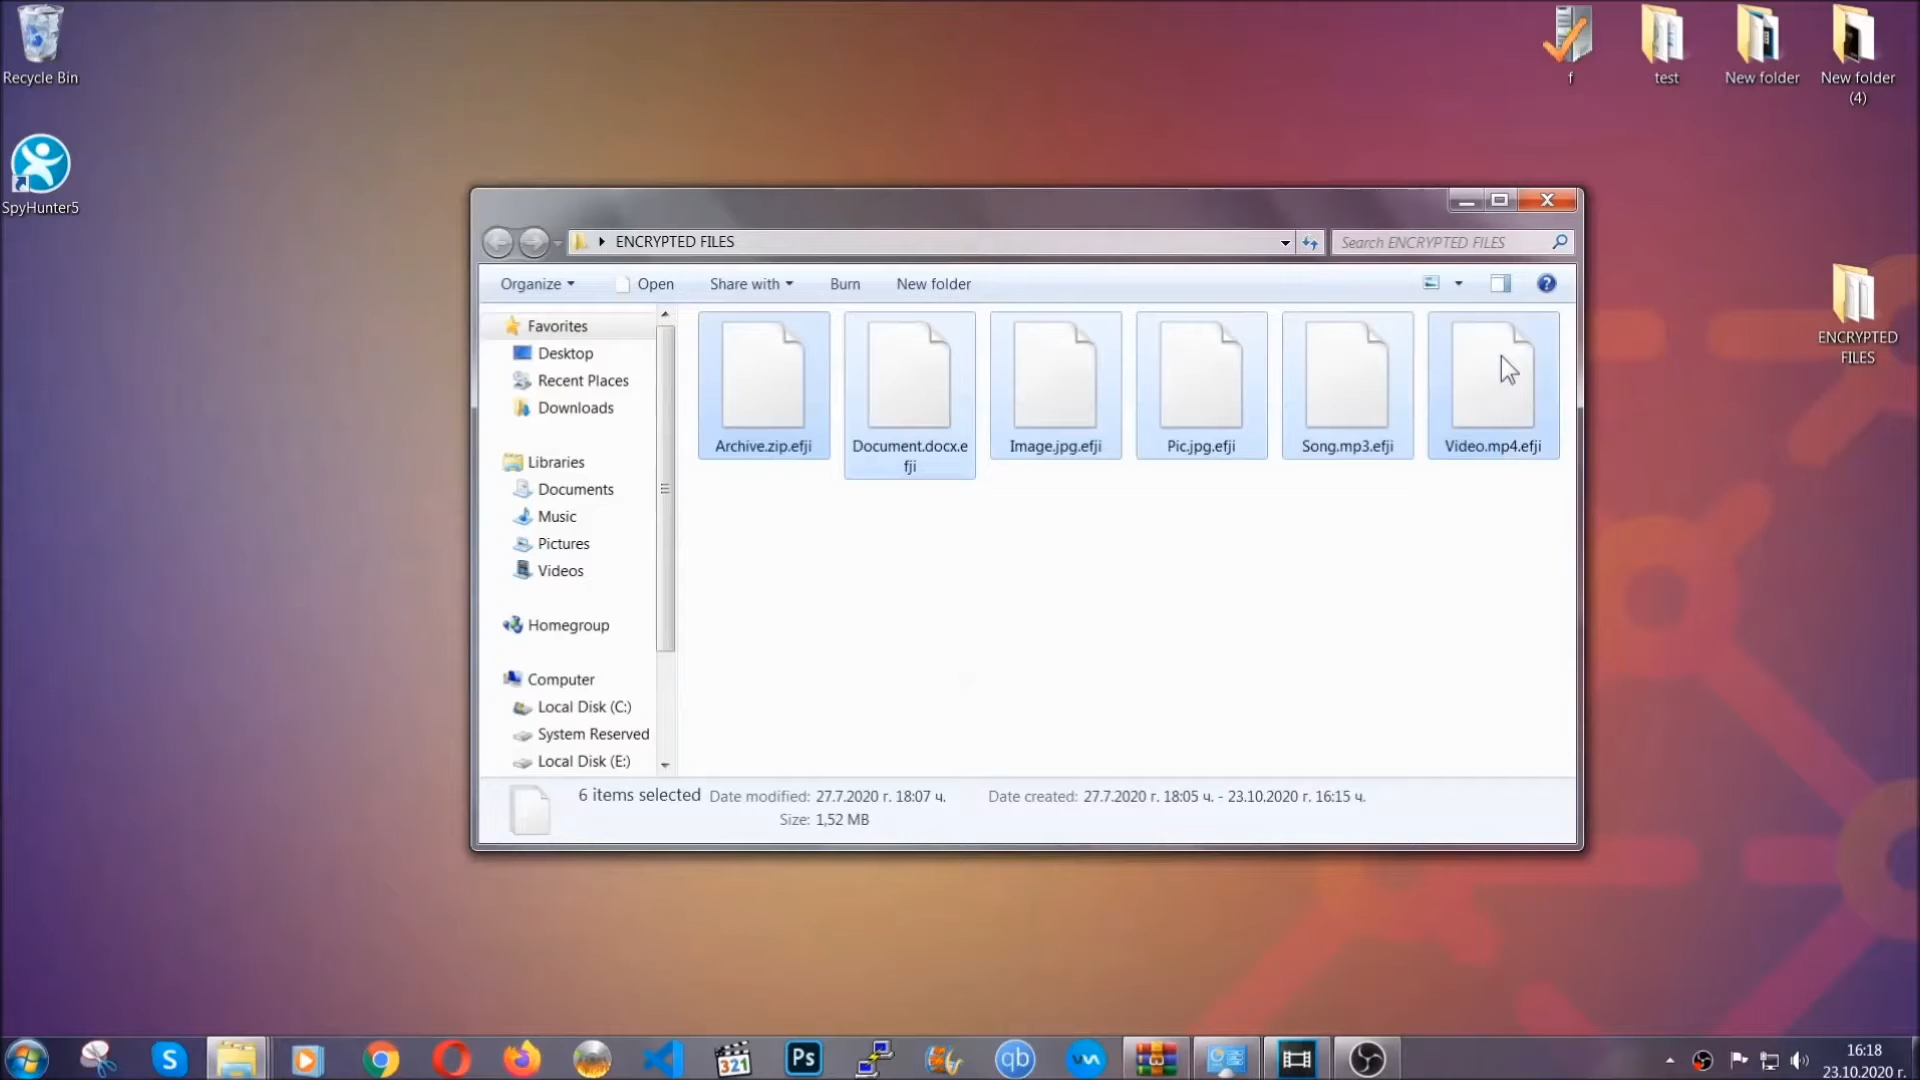 Recycle Bin
SpyHunter5
f
test
New folder
New folder
(4)
ENCRYPTED
FILES
ENCRYPTED FILES
Search ENCRYPTED FILES
Organize
Open
Share with
Burn
New folder
Favorites
Desktop
Recent Places
Downloads
Libraries
Documents
Music
Pictures
Videos
Homegroup
Computer
Local Disk (C:)
System Reserved
Local Disk (E:)
Archive.zip.efji
Document.docx.e
fji
Image.jpg.efji
Pic.jpg.efji
Song.mp3.efji
Video.mp4.efji
6 items selected
Date modified: 27.7.2020 г. 18:07 ч.
Date created: 27.7.2020 г. 18:05 ч. - 23.10.2020 г. 16:15 ч.
Size: 1,52 MB
S
321
Ps
qb
16:18
23.10.2020 г.